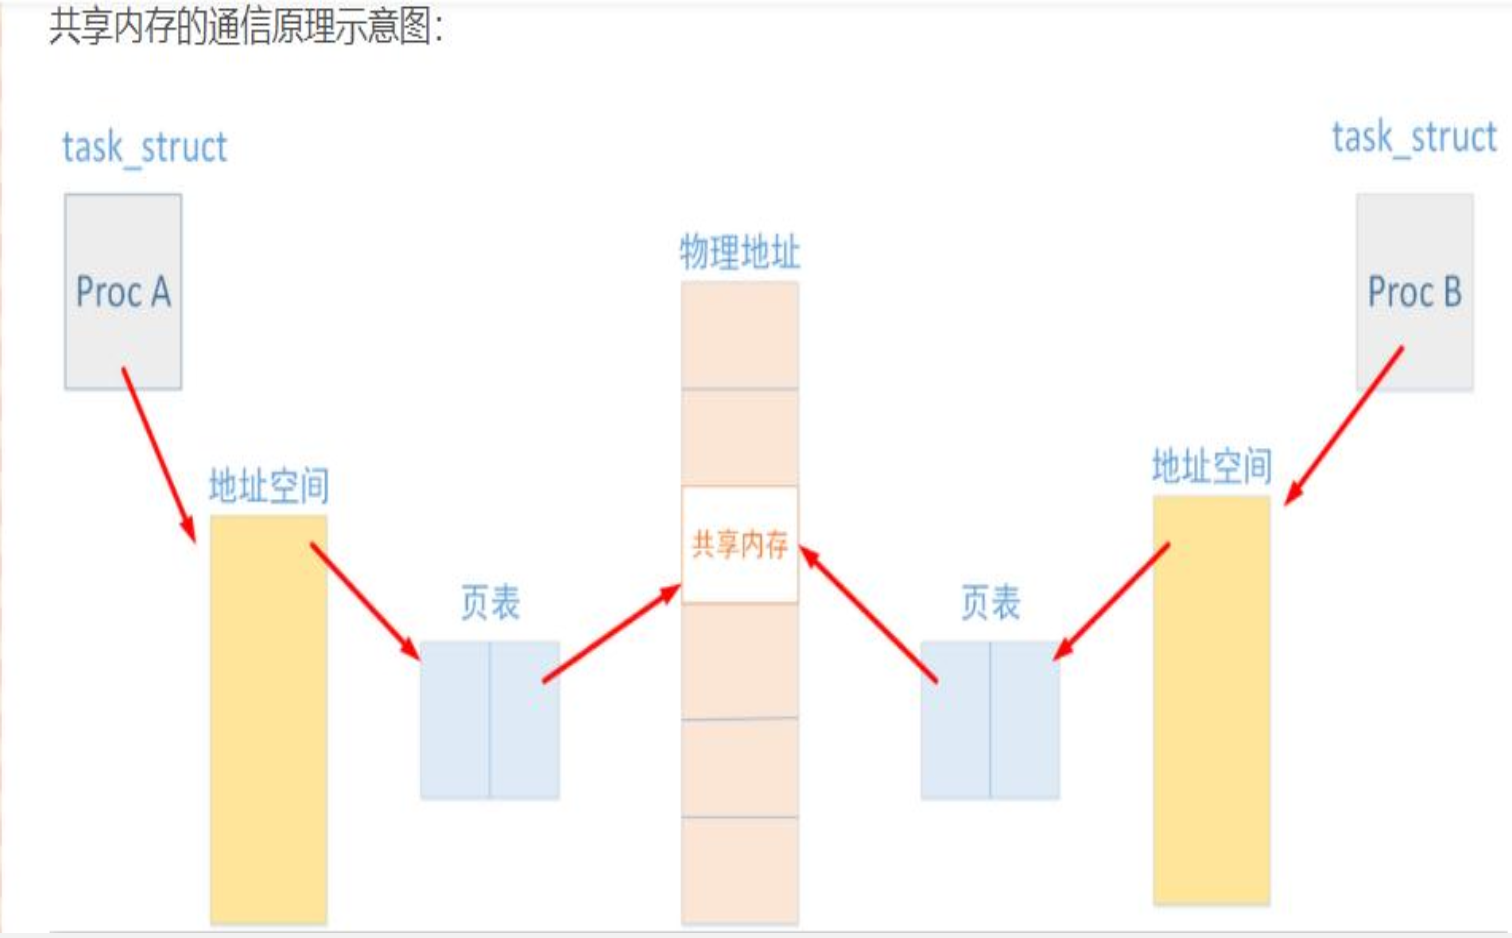 共享内存的通信原理示意图：
task_struct
task_struct
Proc A
物理地址
Proc B
地址空间
地址空间
共享内存
页表
页表